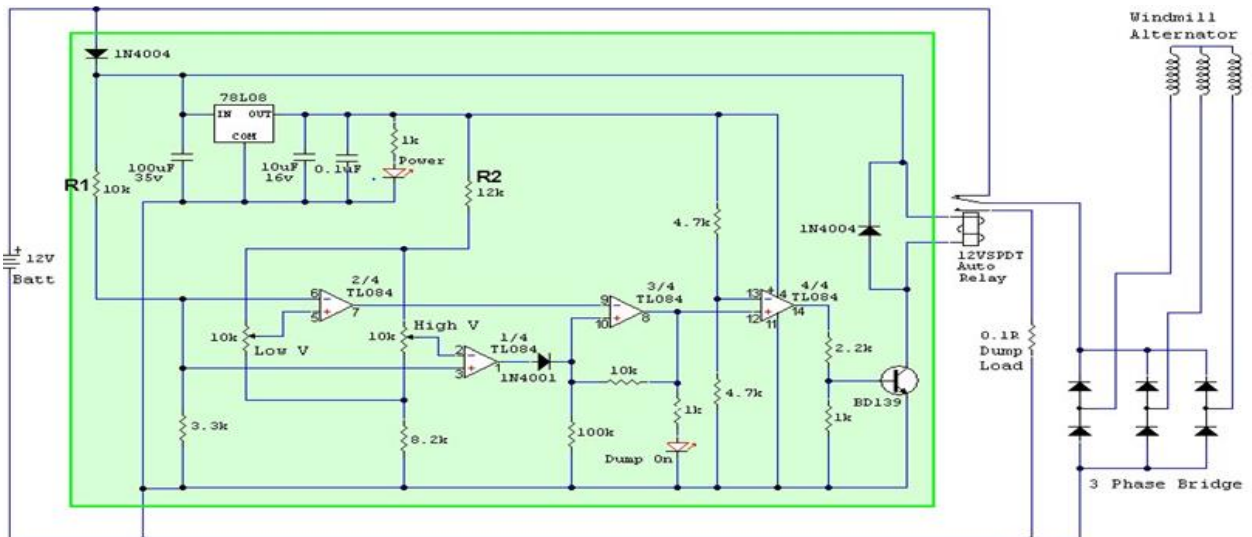 Windmill
Alternator
1N4004
78L08
IN OUT
COM
1k
Power
100uF
35v
10uF
16v
0.1uF
R1
10k
R2
12k
4.7k
1N4004
12VSPDT
Auto
Relay
+
12V
Batt
2/4
TL084
6
5
7
-
+
10k
Low V
10k
High V
1/4
TL084
2
3
1
-
+
1N4001
3/4
TL084
9
10
8
-
+
4/4
TL084
13
12
4
11
14
-
+
2.2k
0.1R
Dump
Load
10k
1k
4.7k
BD139
1k
3.3k
8.2k
100k
Dump On
3 Phase Bridge